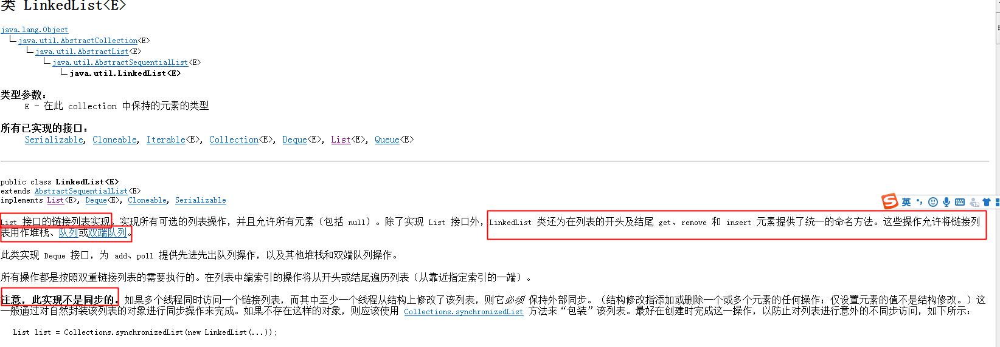 类 LinkedList<E>
java.lang.Object
java.util.AbstractCollection<E>
java.util.AbstractList<E>
java.util.AbstractSequentialList<E>
java.util.LinkedList<E>
类型参数：
E - 在此 collection 中保持的元素的类型
所有已实现的接口：
Serializable, Cloneable, Iterable<E>, Collection<E>, Deque<E>, List<E>, Queue<E>
public class LinkedList<E>
extends AbstractSequentialList<E>
implements List<E>, Deque<E>, Cloneable, Serializable
英
List 接口的链接列表实现。实现所有可选的列表操作，并且允许所有元素（包括 null）。除了实现 List 接口外，LinkedList 类还为在列表的开头及结尾 get、remove 和 insert 元素提供了统一的命名方法。这些操作允许将链接列
表用作堆栈、队列或双端队列。
此类实现 Deque 接口，为 add、poll 提供先进先出队列操作，以及其他堆栈和双端队列操作。
所有操作都是按照双重链接列表的需要执行的。在列表中编索引的操作将从开头或结尾遍历列表（从靠近指定索引的一端）。
注意，此实现不是同步的。如果多个线程同时访问一个链接列表，而其中至少一个线程从结构上修改了该列表，则它必须 保持外部同步。（结构修改指添加或删除一个或多个元素的任何操作；仅设置元素的值不是结构修改。）这
一般通过对自然封装该列表的对象进行同步操作来完成。如果不存在这样的对象，则应该使用 Collections.synchronizedList 方法来“包装”该列表。最好在创建时完成这一操作，以防止对列表进行意外的不同步访问，如下所示：
List list = Collections.synchronizedList(new LinkedList(...));